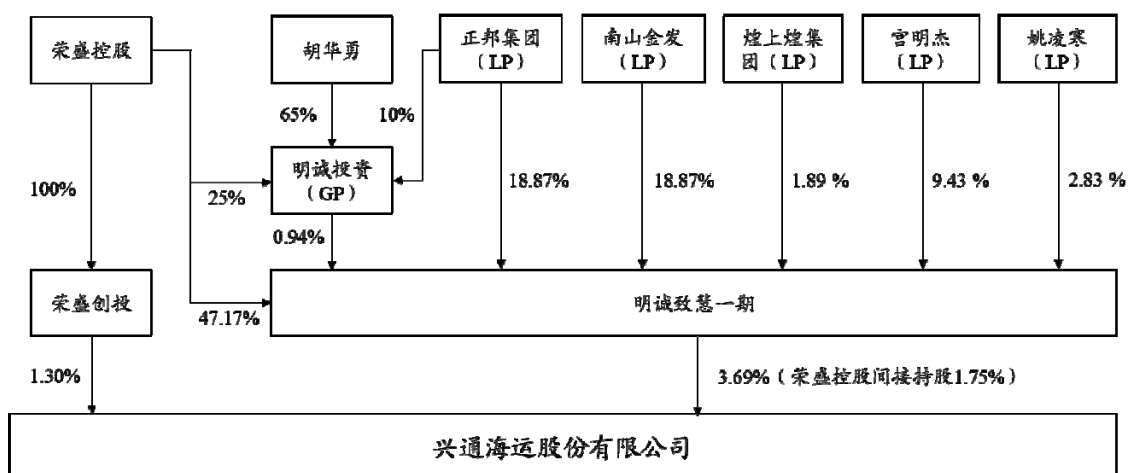 荣盛控股
胡华勇
正邦集团
（LP）
南山金发
（LP）
煌上煌集
团（LP）
宫明杰
（LP）
姚凌寒
（LP）
65%
10%
明诚投资
（GP）
100%
25%
18.87%
18.87%
1.89 %
9.43 %
2.83 %
0.94%
荣盛创投
47.17%
明诚致慧一期
1.30%
3.69%（荣盛控股间接持股1.75%）
兴通海运股份有限公司